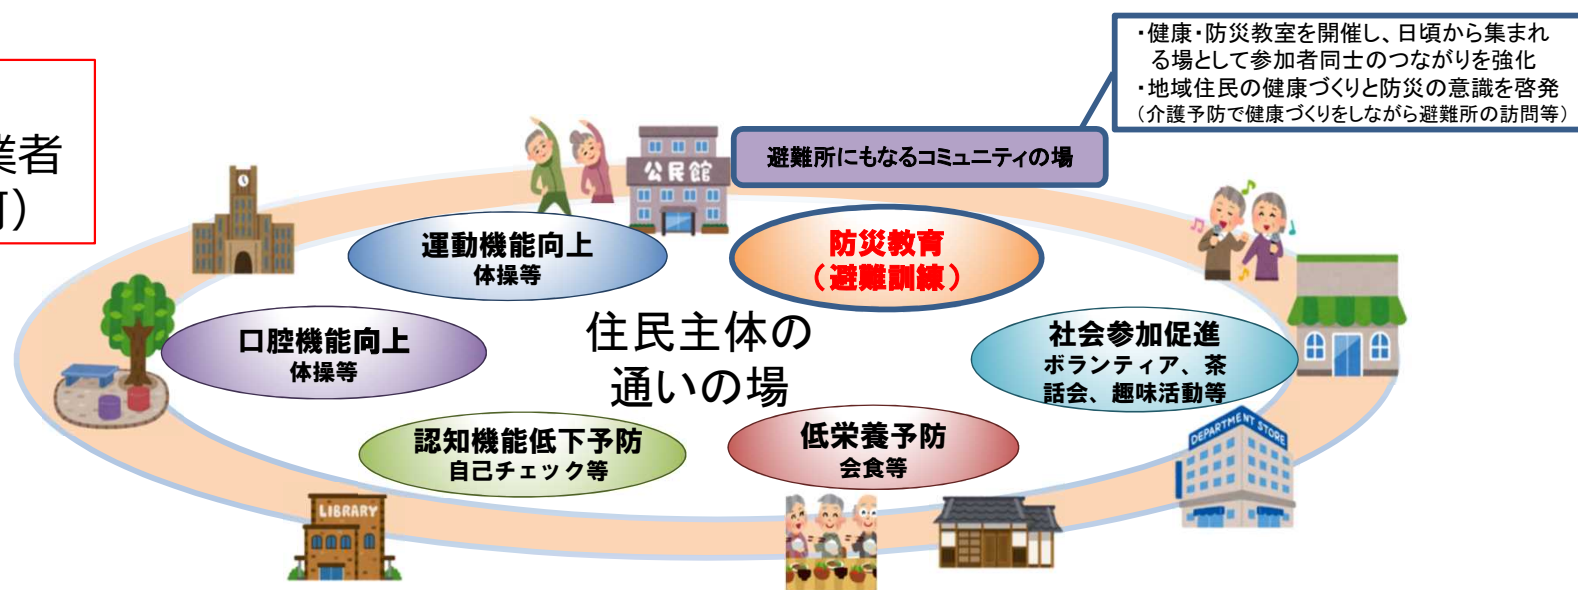 ・健康・防災教室を開催し、日頃から集まれ
る場として参加者同士のつながりを強化
・地域住民の健康づくりと防災の意識を啓発
（介護予防で健康づくりをしながら避難所の訪問等）
業者
可）
避難所にもなるコミュニティの場
公民館
運動機能向上
体操等
防災教育
（避難訓練）
口腔機能向上
体操等
住民主体の
通いの場
社会参加促進
ボランティア、茶
話会、趣味活動等
認知機能低下予防
自己チェック等
低栄養予防
会食等
DEPARTMENT STORE
LIBRARY